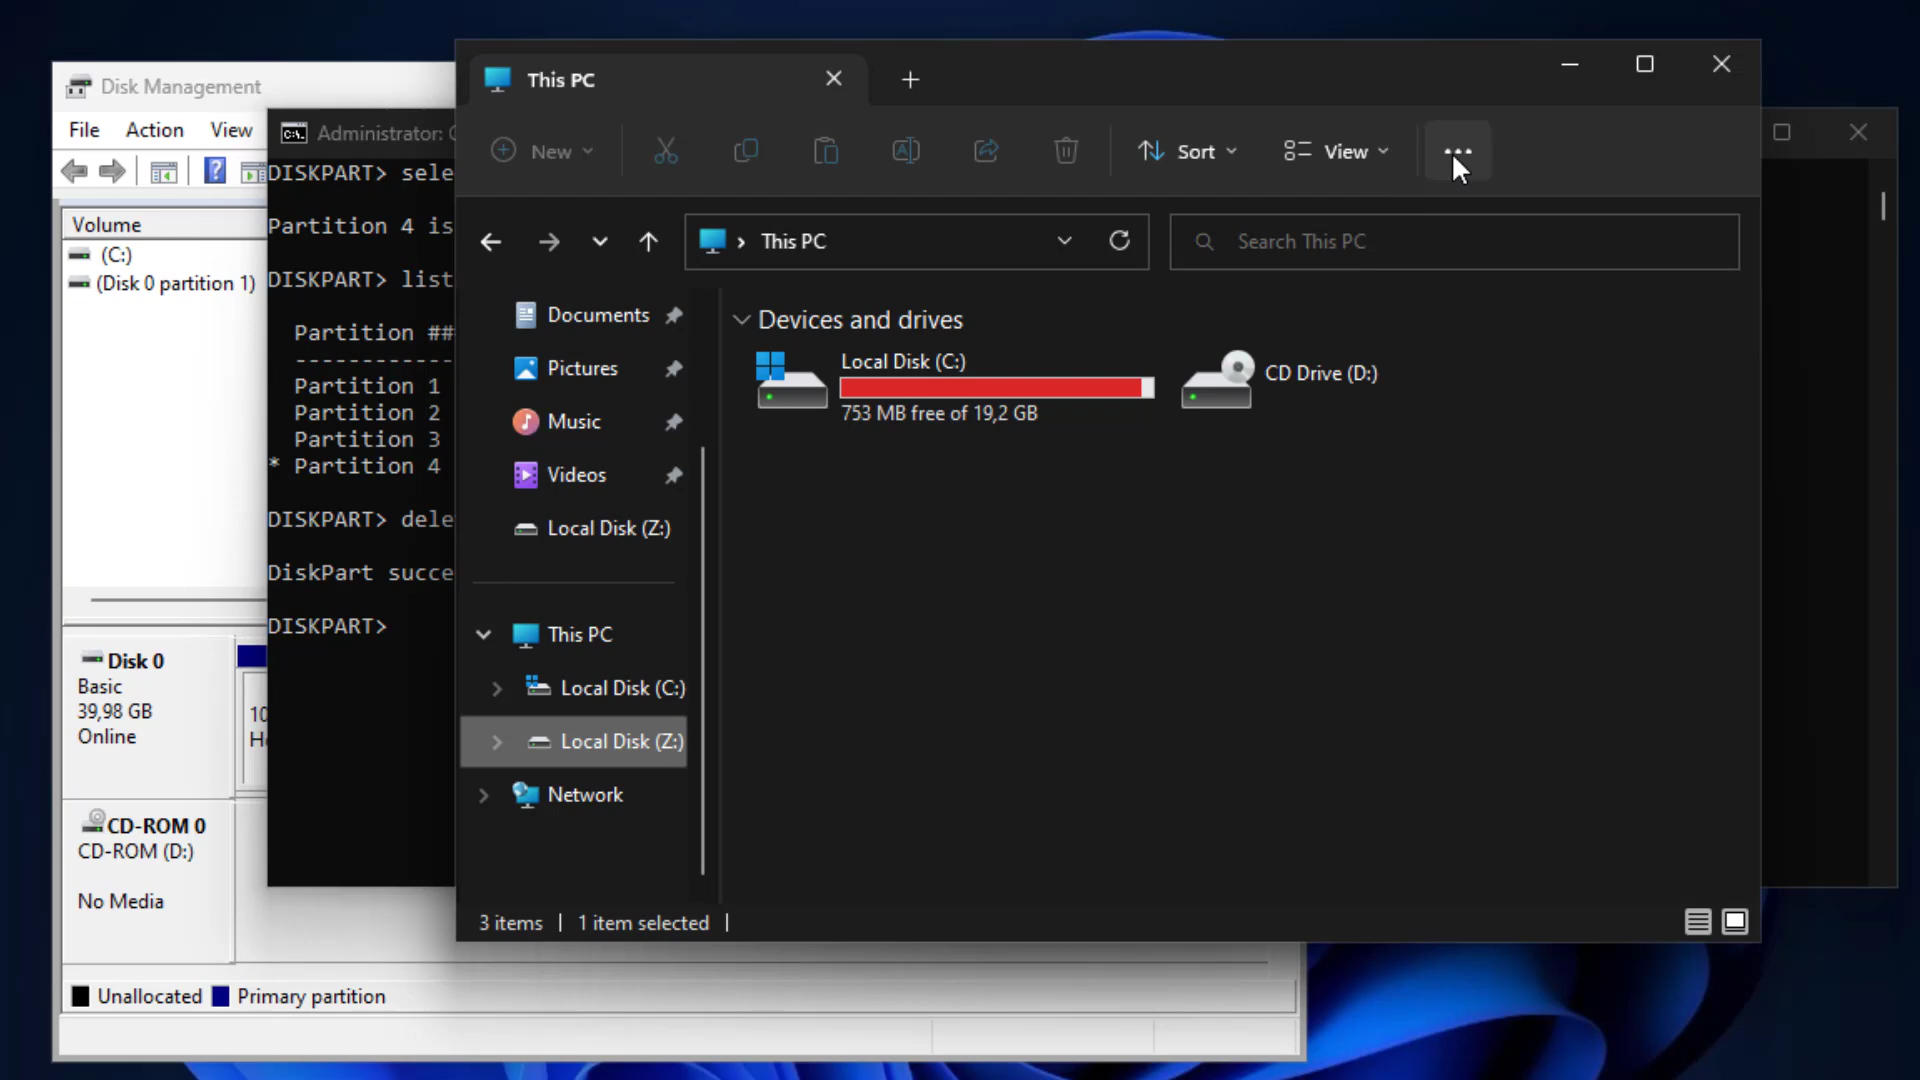 Disk Management
File Action View
Volume
(C:)
(Disk 0 partition 1)
Disk 0
Basic
39,98 GB
Online
CD-ROM 0
CD-ROM (D:)
No Media
Unallocated Primary partition
Administrator:
DISKPART> sele
Partition 4 is
DISKPART> list
Partition ##
------------
Partition 1
Partition 2
Partition 3
* Partition 4
DISKPART> dele
DiskPart succe
DISKPART>
This PC
New Sort View
This PC
Search This PC
Documents
Pictures
Music
Videos
Local Disk (Z:)
This PC
Local Disk (C:)
Local Disk (Z:)
Network
Devices and drives
Local Disk (C:)
753 MB free of 19,2 GB
CD Drive (D:)
3 items | 1 item selected |